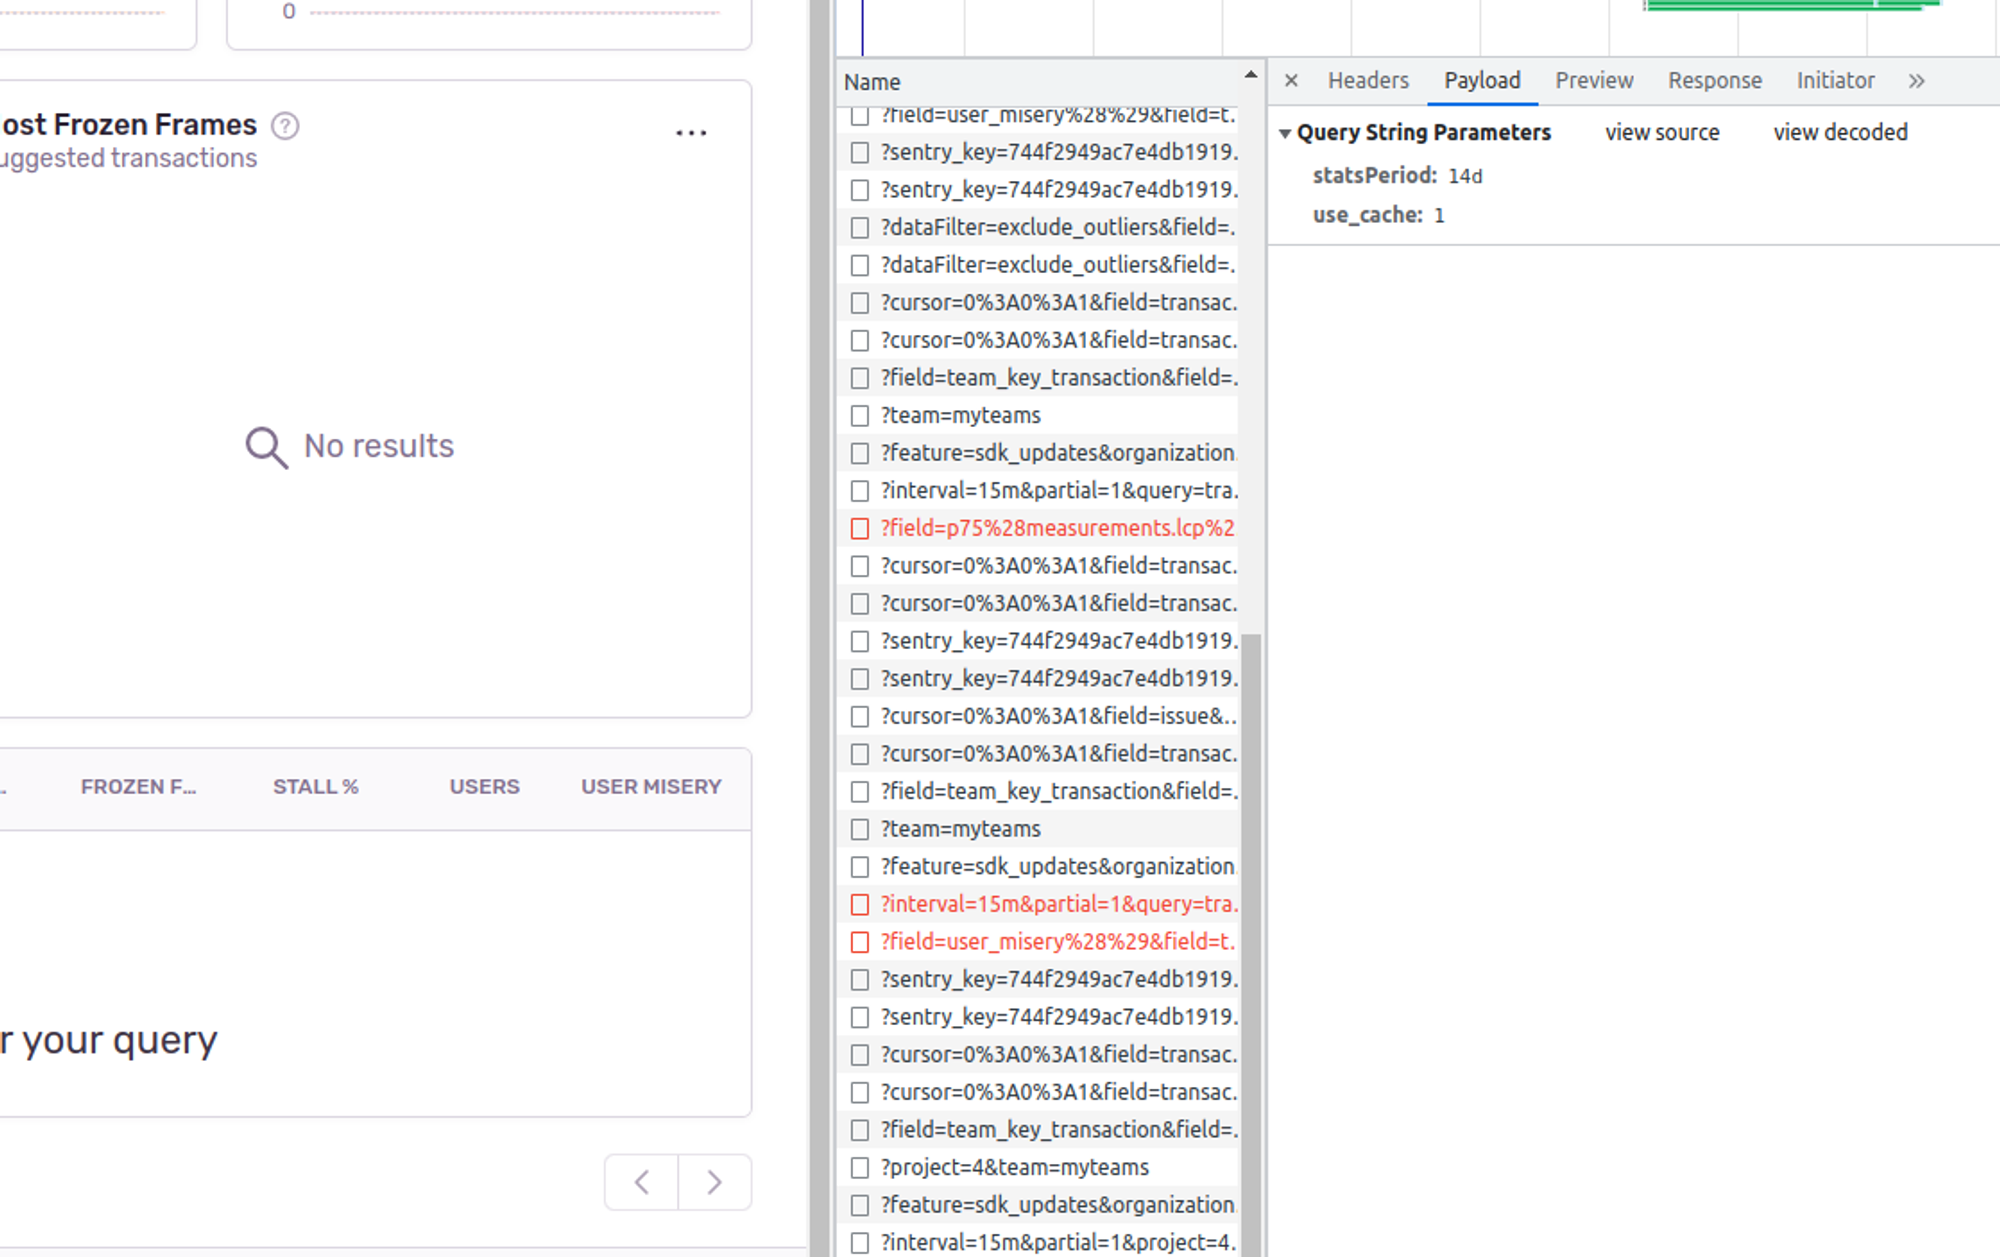 0
ost Frozen Frames ?
uggested transactions
...
No results
FROZEN F... STALL % USERS USER MISERY
r your query
Name
?field=user_misery%28%29&field=t.
?sentry_key=744f2949ac7e4db1919.
?sentry_key=744f2949ac7e4db1919.
?dataFilter=exclude_outliers&field=.
?dataFilter=exclude_outliers&field=.
?cursor=0%3A0%3A1&field=transac.
?cursor=0%3A0%3A1&field=transac.
?field=team_key_transaction&field=.
?team=myteams
?feature=sdk_updates&organization.
?interval=15m&partial=1&query=tra.
?field=p75%28measurements.lcp%2
?cursor=0%3A0%3A1&field=transac.
?cursor=0%3A0%3A1&field=transac.
?sentry_key=744f2949ac7e4db1919.
?sentry_key=744f2949ac7e4db1919.
?cursor=0%3A0%3A1&field=issue&..
?cursor=0%3A0%3A1&field=transac.
?field=team_key_transaction&field=.
?team=myteams
?feature=sdk_updates&organization.
?interval=15m&partial=1&query=tra.
?field=user_misery%28%29&field=t.
?sentry_key=744f2949ac7e4db1919.
?sentry_key=744f2949ac7e4db1919.
?cursor=0%3A0%3A1&field=transac.
?cursor=0%3A0%3A1&field=transac.
?field=team_key_transaction&field=.
?project=4&team=myteams
?feature=sdk_updates&organization.
?interval=15m&partial=1&project=4.
× Headers Payload Preview Response Initiator »
Query String Parameters view source view decoded
statsPeriod: 14d
use_cache: 1